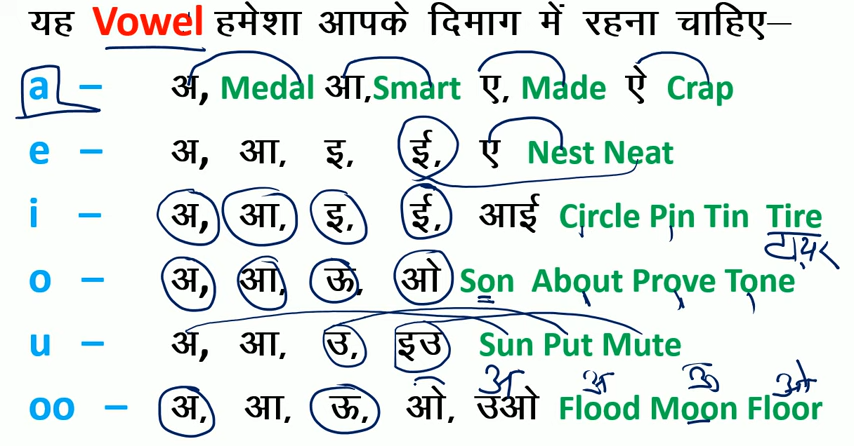 यह Vowel हमेशा आपके दिमाग में रहना चाहिए–
a – अ, Medal आ,Smart ए, Made ऐ Crap
e – अ, आ, इ, ई, ए Nest Neat
i – अ, आ, इ, ई, आई Circle Pin Tin Tire
टायर
o – अ, आ, ऊ, ओ Son About Prove Tone
u – अ, आ, उ, इउ Sun Put Mute
अ अ ऊ ओ
oo – अ, आ, ऊ, ओ, उओ Flood Moon Floor